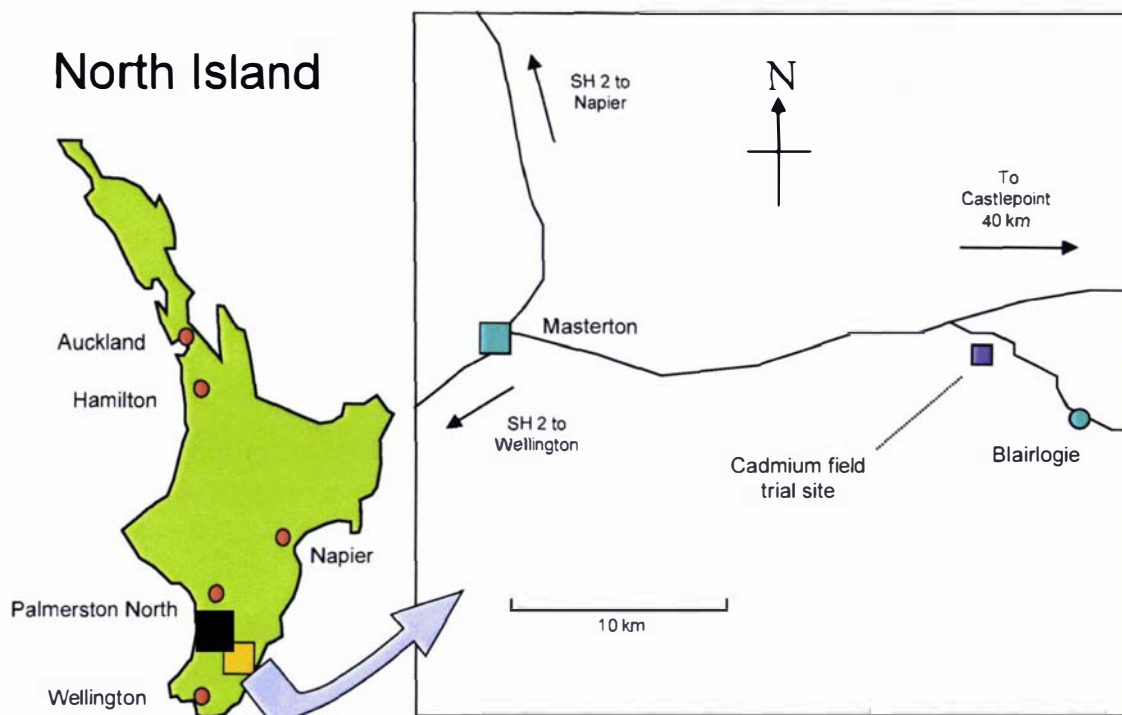 North Island
Auckland
Hamilton
Napier
Palmerston North
Wellington
SH 2 to
Napier
N
To
Castlepoint
40 km
Masterton
SH 2 to
Wellington
Cadmium field
trial site
Blairlogie
10 km